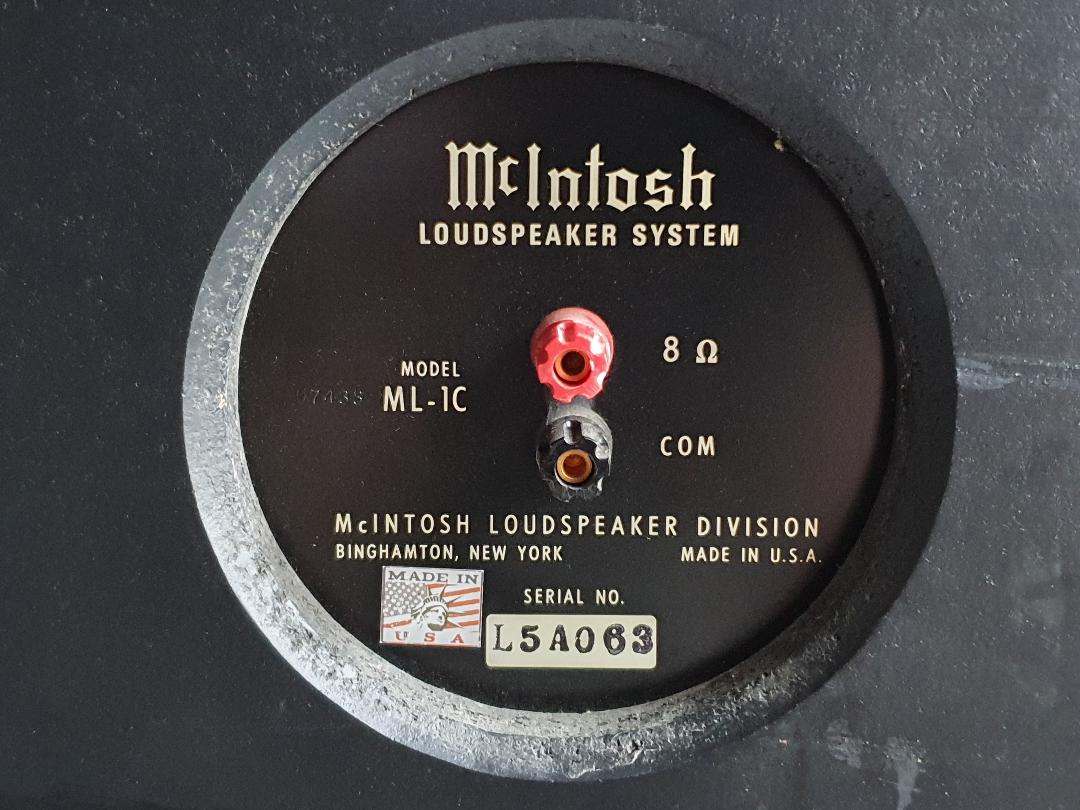 McIntosh
LOUDSPEAKER SYSTEM
8 Ω
MODEL
ML-1C
COM
McINTOSH LOUDSPEAKER DIVISION
BINGHAMTON, NEW YORK MADE IN U.S.A.
MADE IN
USA
SERIAL NO.
L5A063